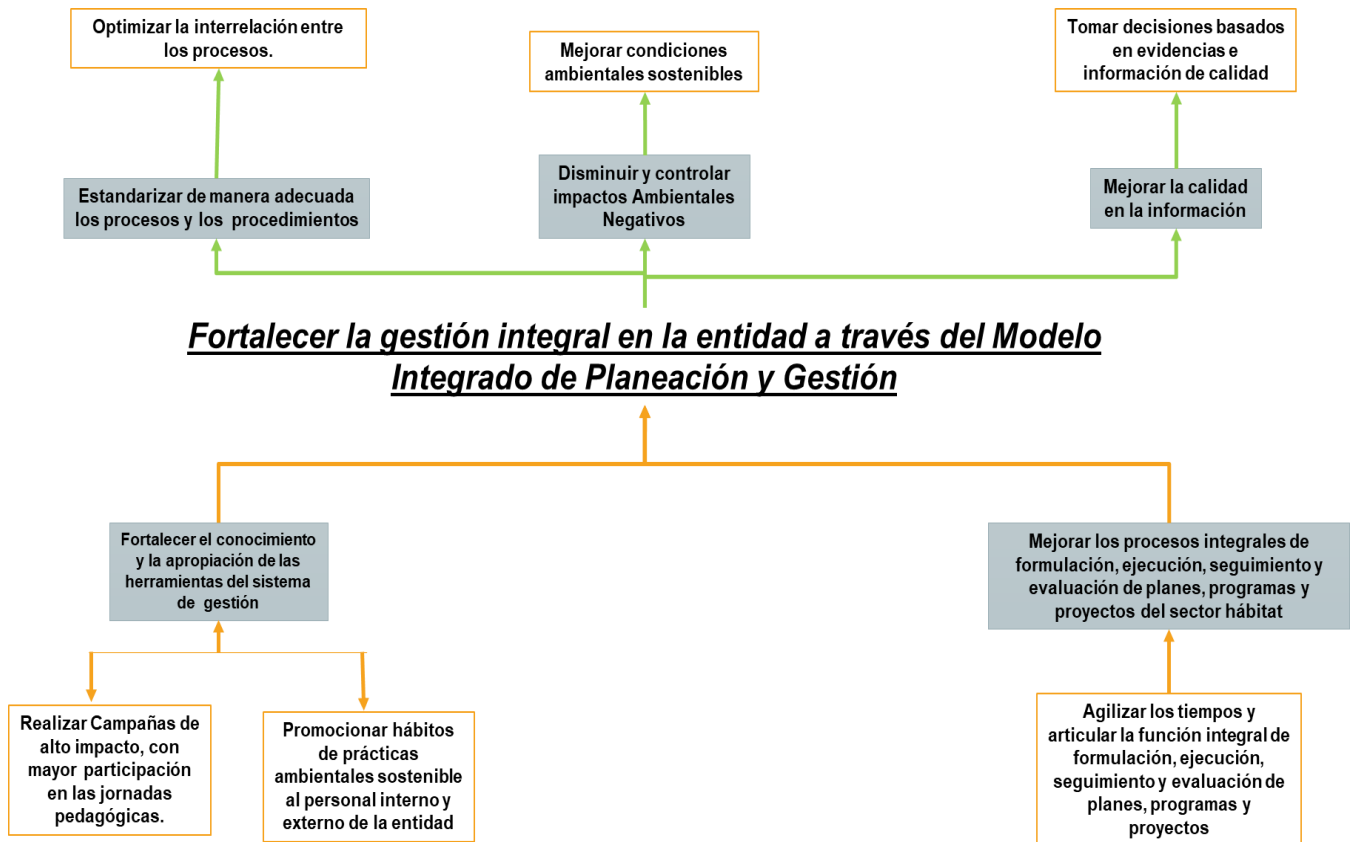 Optimizar la interrelación entre
los procesos.
Mejorar condiciones
ambientales sostenibles
Tomar decisiones basados
en evidencias e
información de calidad
Estandarizar de manera adecuada
los procesos y los procedimientos
Disminuir y controlar
impactos Ambientales
Negativos
Mejorar la calidad
en la información
Fortalecer la gestión integral en la entidad a través del Modelo
Integrado de Planeación y Gestión
Fortalecer el conocimiento
y la apropiación de las
herramientas del sistema
de gestión
Mejorar los procesos integrales de
formulación, ejecución, seguimiento y
evaluación de planes, programas y
proyectos del sector hábitat
Realizar Campañas de
alto impacto, con
mayor participación
en las jornadas
pedagógicas.
Promocionar hábitos
de prácticas
ambientales sostenible
al personal interno y
externo de la entidad
Agilizar los tiempos y
articular la función integral de
formulación, ejecución,
seguimiento y evaluación de
planes, programas y
proyectos